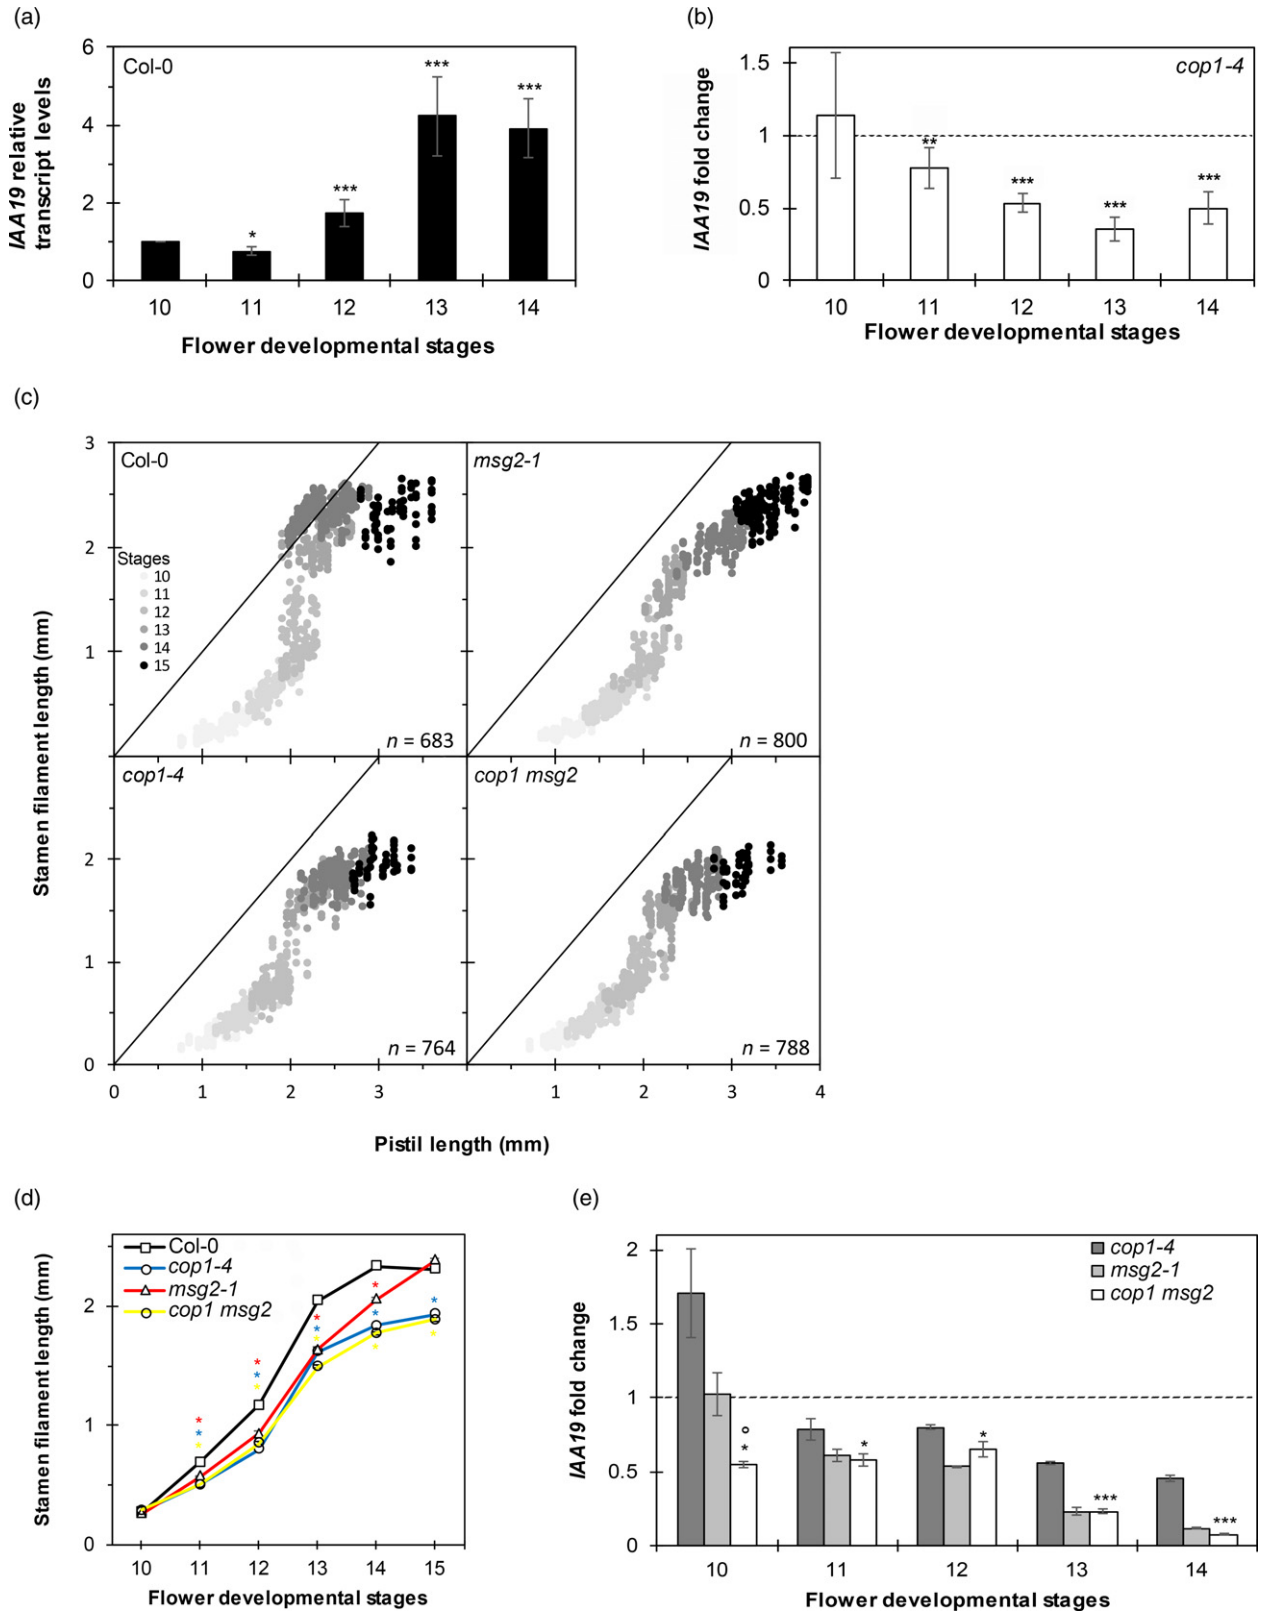 (a)
6
4
2
0
Col-0
*
***
***
***
IAA19 relative
transcript levels
10 11 12 13 14
Flower developmental stages
(b)
1.5
1
0.5
0
cop1-4
**
***
***
***
IAA19 fold change
10 11 12 13 14
Flower developmental stages
(c)
3
2
1
Col-0
Stages
10
11
12
13
14
15
n = 683
msg2-1
n = 800
2
1
0
cop1-4
n = 764
cop1 msg2
n = 788
0 1 2 3 1 2 3 4
Stamen filament length (mm)
Pistil length (mm)
(d)
2
1
0
Col-0
cop1-4
msg2-1
cop1 msg2
* * * * *
* * * * *
* * * *
Stamen filament length (mm)
10 11 12 13 14 15
Flower developmental stages
(e)
2
1.5
1
0.5
0
cop1-4
msg2-1
cop1 msg2
°
*
*
*
***
***
IAA19 fold change
10 11 12 13 14
Flower developmental stages